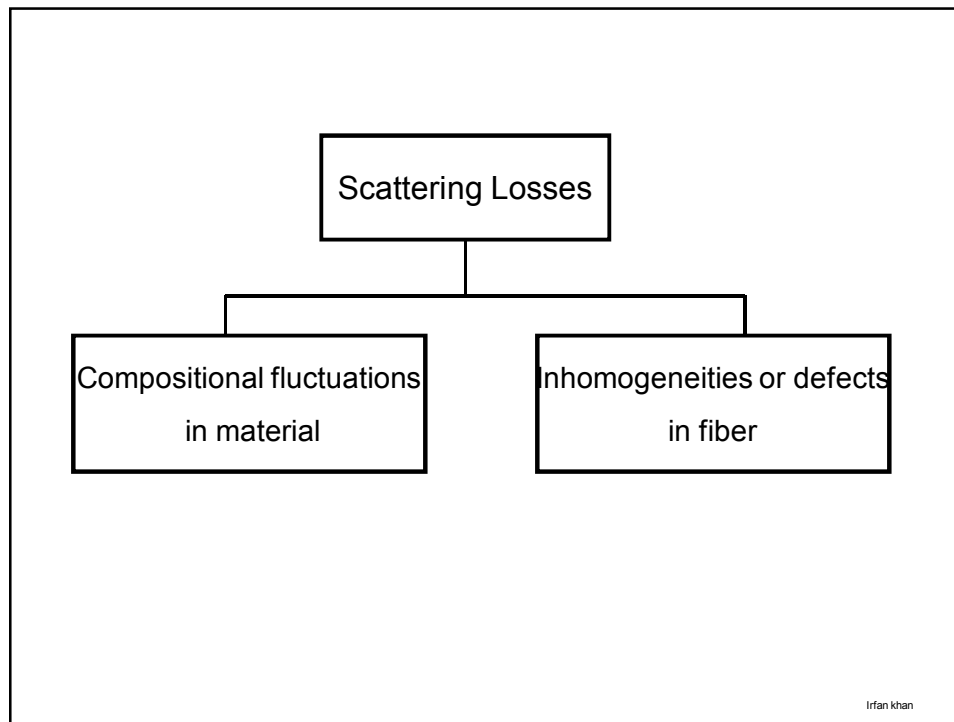 Scattering Losses
Compositional fluctuations
in material
Inhomogeneities or defects
in fiber
Irfan khan